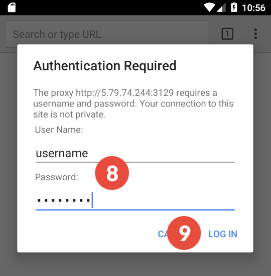 10:56
Search or type URL
1
Authentication Required
The proxy http://5.79.74.244:3129 requires a
username and password. Your connection to this
site is not private.
User Name:
username
Password:
8
••••••••
9
LOG IN